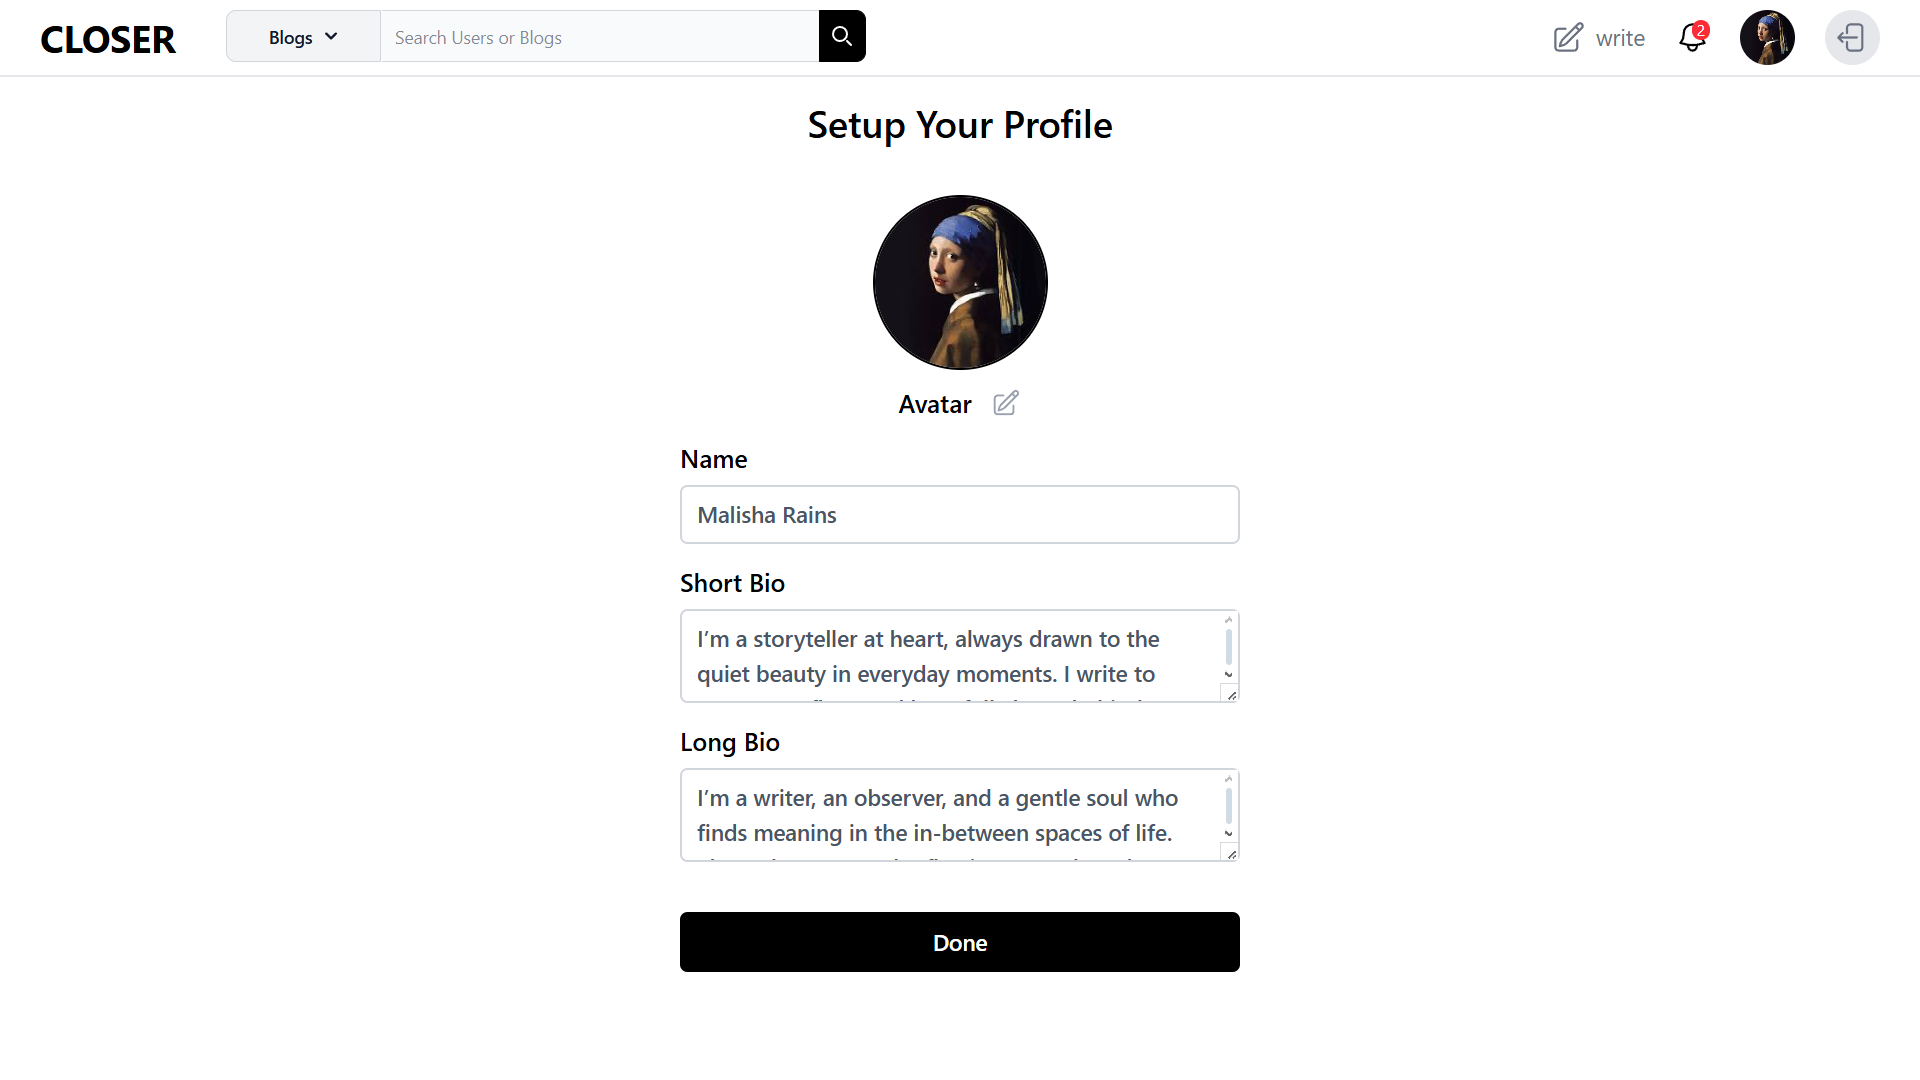 CLOSER
Blogs
Search Users or Blogs
write
2
Setup Your Profile
Avatar
Name
Malisha Rains
Short Bio
I’m a storyteller at heart, always drawn to the
quiet beauty in everyday moments. I write to
Long Bio
I’m a writer, an observer, and a gentle soul who
finds meaning in the in-between spaces of life.
Done